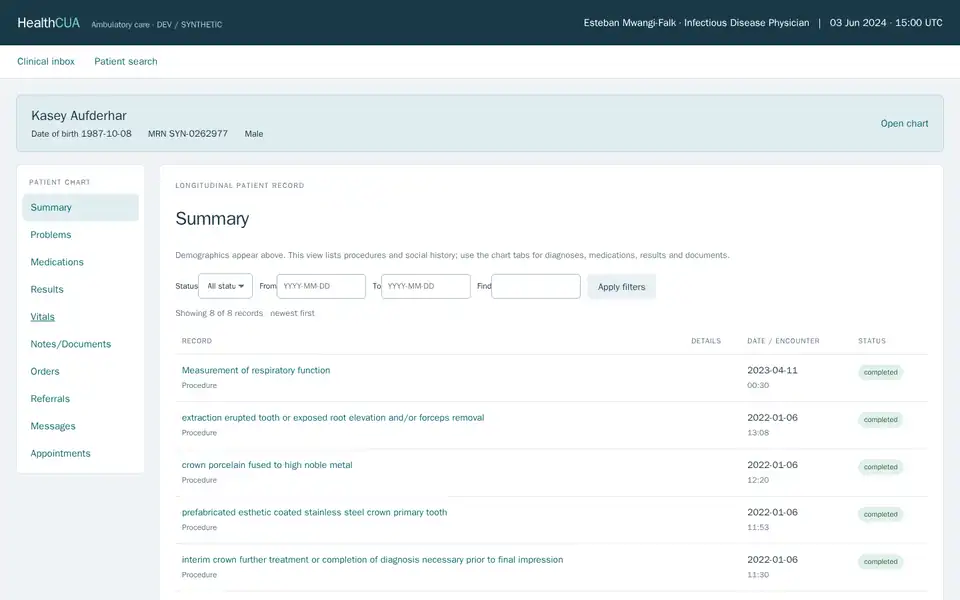 HealthCUA Ambulatory care · DEV / SYNTHETIC Esteban Mwangi-Falk · Infectious Disease Physician | 03 Jun 2024 · 15:00 UTC
Clinical inbox Patient search
Kasey Aufderhar
Date of birth 1987-10-08 MRN SYN-0262977 Male
Open chart
PATIENT CHART
Summary
Problems
Medications
Results
Vitals
Notes/Documents
Orders
Referrals
Messages
Appointments
LONGITUDINAL PATIENT RECORD
Summary
Demographics appear above. This view lists procedures and social history; use the chart tabs for diagnoses, medications, results and documents.
Status All statu From YYYY-MM-DD To YYYY-MM-DD Find Apply filters
Showing 8 of 8 records newest first
RECORD DETAILS DATE / ENCOUNTER STATUS
Measurement of respiratory function 2023-04-11 completed
Procedure 00:30
extraction erupted tooth or exposed root elevation and/or forceps removal 2022-01-06 completed
Procedure 13:08
crown porcelain fused to high noble metal 2022-01-06 completed
Procedure 12:20
prefabricated esthetic coated stainless steel crown primary tooth 2022-01-06 completed
Procedure 11:53
interim crown further treatment or completion of diagnosis necessary prior to final impression 2022-01-06 completed
Procedure 11:30